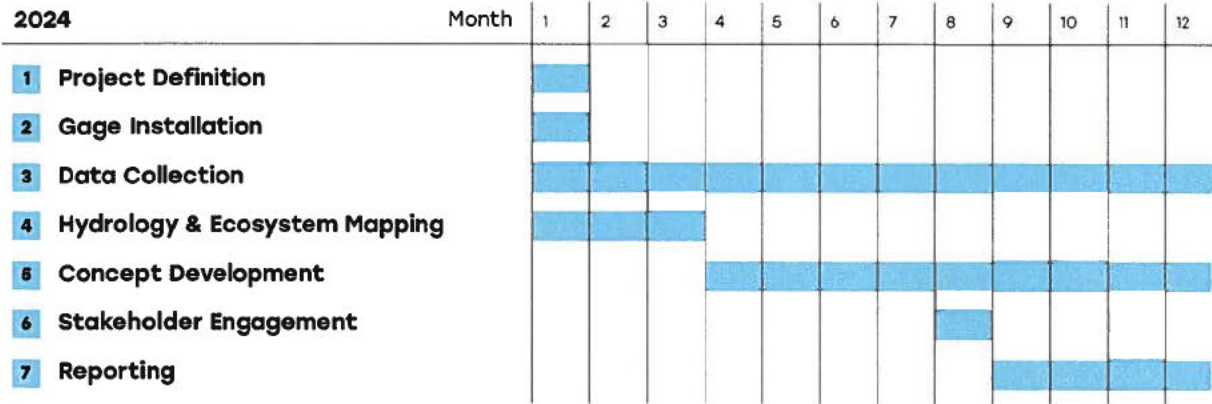 2024 Month 1 2 3 4 5 6 7 8 9 10 11 12
1 Project Definition
2 Gage Installation
3 Data Collection
4 Hydrology & Ecosystem Mapping
5 Concept Development
6 Stakeholder Engagement
7 Reporting